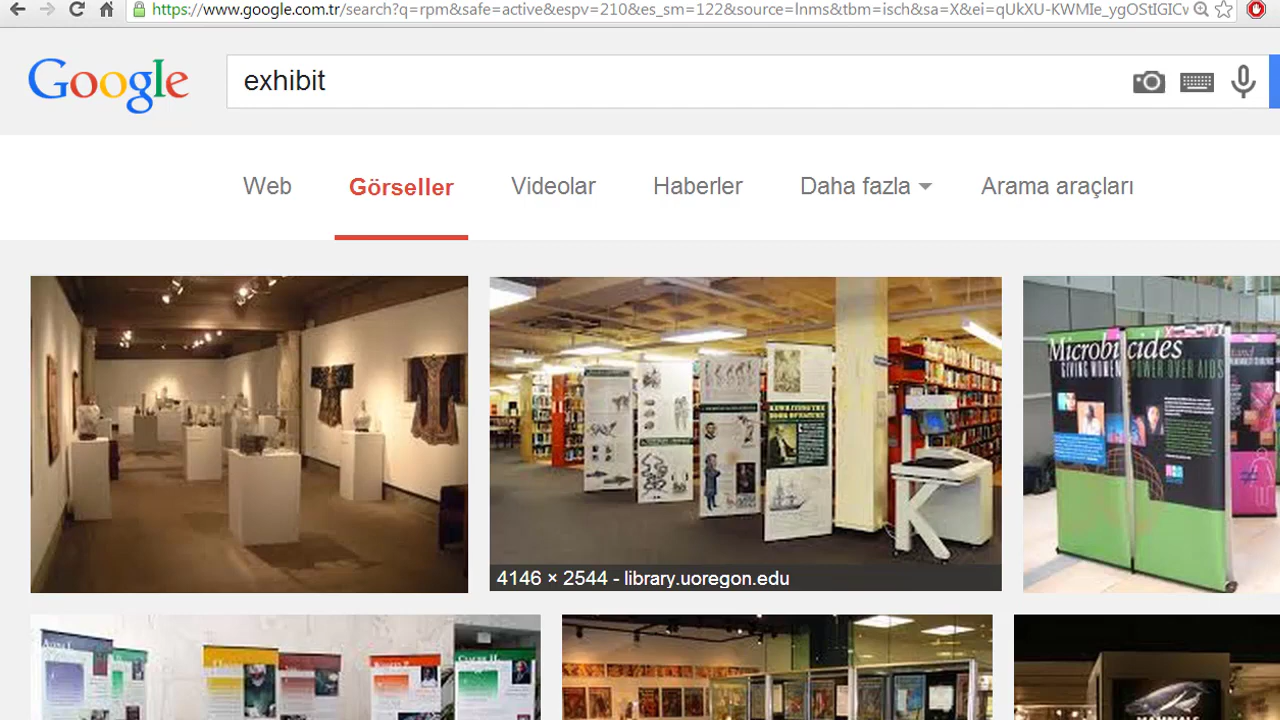 https://www.google.com.tr/search?q=rpm&safe=active&espv=210&es_sm=122&source=lnms&tbm=isch&sa=X&ei=qUkXU-KWMIe_ygOStIGICv
Google
exhibit
Web Görseller Videolar Haberler Daha fazla Arama araçları
Microbicides
GIVING WOMEN POWER OVER AIDS
4146 × 2544 - library.uoregon.edu